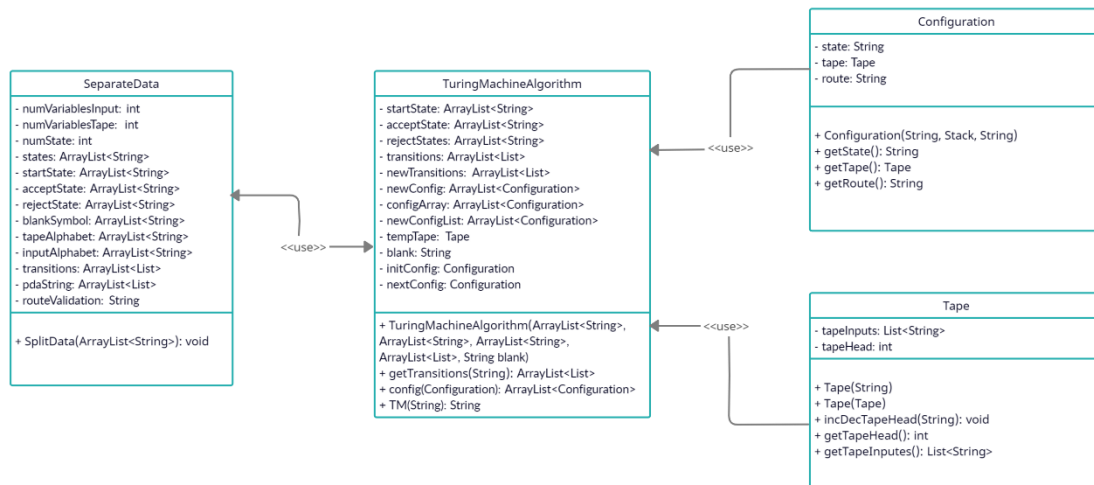 SeparateData
- numVariablesInput: int
- numVariablesTape: int
- numState: int
- states: ArrayList<String>
- startState: ArrayList<String>
- acceptState: ArrayList<String>
- rejectState: ArrayList<String>
- blankSymbol: ArrayList<String>
- tapeAlphabet: ArrayList<String>
- inputAlphabet: ArrayList<String>
- transitions: ArrayList<List>
- pdaString: ArrayList<List>
- routeValidation: String
+ SplitData(ArrayList<String>): void
<<use>>
TuringMachineAlgorithm
- startState: ArrayList<String>
- acceptState: ArrayList<String>
- rejectStates: ArrayList<String>
- transitions: ArrayList<List>
- newTransitions: ArrayList<List>
- newConfig: ArrayList<Configuration>
- configArray: ArrayList<Configuration>
- newConfigList: ArrayList<Configuration>
- tempTape: Tape
- blank: String
- initConfig: Configuration
- nextConfig: Configuration
+ TuringMachineAlgorithm(ArrayList<String>,
ArrayList<String>, ArrayList<String>,
ArrayList<List>, String blank)
+ getTransitions(String): ArrayList<List>
+ config(Configuration): ArrayList<Configuration>
+ TM(String): String
<<use>>
<<use>>
Configuration
- state: String
- tape: Tape
- route: String
+ Configuration(String, Stack, String)
+ getState(): String
+ getTape(): Tape
+ getRoute(): String
Tape
- tapeInputs: List<String>
- tapeHead: int
+ Tape(String)
+ Tape(Tape)
+ incDecTapeHead(String): void
+ getTapeHead(): int
+ getTapeInputes(): List<String>